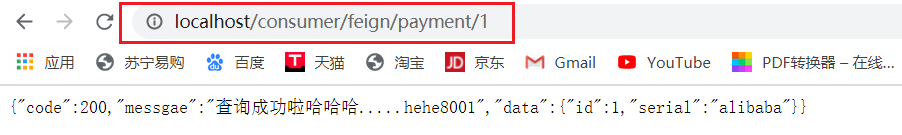 localhost/consumer/feign/payment/1
应用 苏宁易购 百度 天猫 淘宝 JD 京东 Gmail YouTube PDF转换器 – 在线...
{"code":200,"messgae":"查询成功啦哈哈哈.....hehe8001","data":{"id":1,"serial":"alibaba"}}